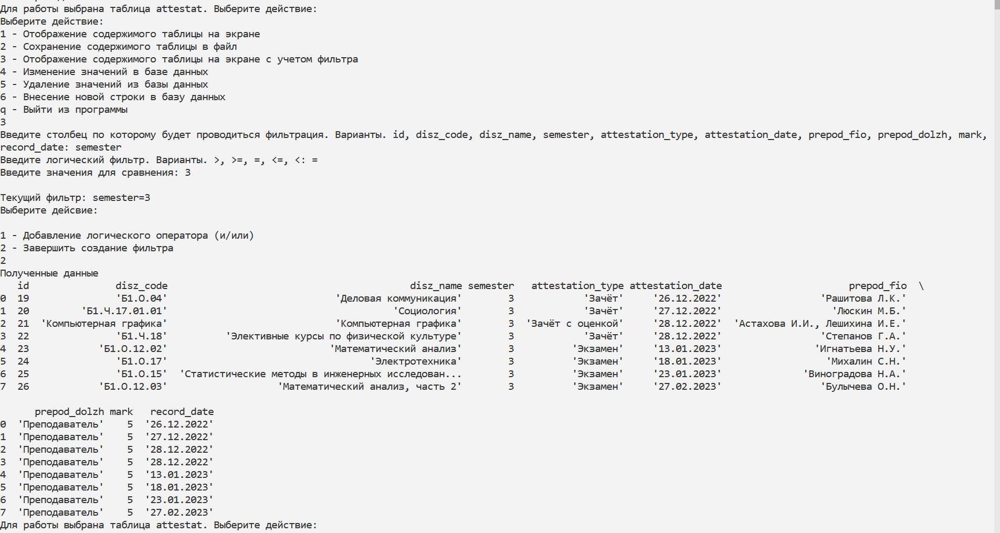 Для работы выбрана таблица attestat. Выберите действие:
Выберите действие:
1 - Отображение содержимого таблицы на экране
2 - Сохранение содержимого таблицы в файл
3 - Отображение содержимого таблицы на экране с учетом фильтра
4 - Изменение значений в базе данных
5 - Удаление значений из базы данных
6 - Внесение новой строки в базу данных
q - Выйти из программы
3
Введите столбец по которому будет проводиться фильтрация. Варианты. id, disz_code, disz_name, semester, attestation_type, attestation_date, prepod_fio, prepod_dolzh, mark,
record_date: semester
Введите логический фильтр. Варианты. >, >=, =, <=, <: =
Введите значения для сравнения: 3
Текущий фильтр: semester=3
Выберите дейсвие:
1 - Добавление логического оператора (и/или)
2 - Завершить создание фильтра
2
Полученные данные
id disz_code disz_name semester attestation_type attestation_date prepod_fio \
0 19 'Б1.О.04' 'Деловая коммуникация' 3 'Зачёт' '26.12.2022' 'Рашитова Л.К.'
1 20 'Б1.Ч.17.01.01' 'Социология' 3 'Зачёт' '27.12.2022' 'Люскин М.Б.'
2 21 'Компьютерная графика' 'Компьютерная графика' 3 'Зачёт с оценкой' '28.12.2022' 'Астахова И.И., Лешихина И.Е.'
3 22 'Б1.Ч.18' 'Элективные курсы по физической культуре' 3 'Зачёт' '28.12.2022' 'Степанов Г.А.'
4 23 'Б1.О.12.02' 'Математический анализ' 3 'Экзамен' '13.01.2023' 'Игнатьева Н.У.'
5 24 'Б1.О.17' 'Электротехника' 3 'Экзамен' '18.01.2023' 'Михалин С.Н.'
6 25 'Б1.О.15' 'Статистические методы в инженерных исследован... 3 'Экзамен' '23.01.2023' 'Виноградова Н.А.'
7 26 'Б1.О.12.03' 'Математический анализ, часть 2' 3 'Экзамен' '27.02.2023' 'Булычева О.Н.'
prepod_dolzh mark record_date
0 'Преподаватель' 5 '26.12.2022'
1 'Преподаватель' 5 '27.12.2022'
2 'Преподаватель' 5 '28.12.2022'
3 'Преподаватель' 5 '28.12.2022'
4 'Преподаватель' 5 '13.01.2023'
5 'Преподаватель' 5 '18.01.2023'
6 'Преподаватель' 5 '23.01.2023'
7 'Преподаватель' 5 '27.02.2023'
Для работы выбрана таблица attestat. Выберите действие: